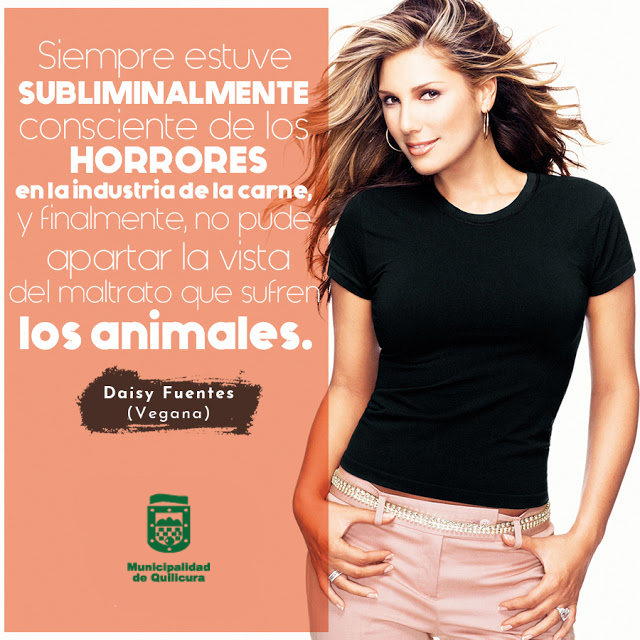 Siempre estuve
SUBLIMINALMENTE
consciente de los
HORRORES
en la industria de la carne,
y finalmente, no pude
apartar la vista
del maltrato que sufren
los animales.
Daisy Fuentes
(Vegana)
Municipalidad
de Quilicura